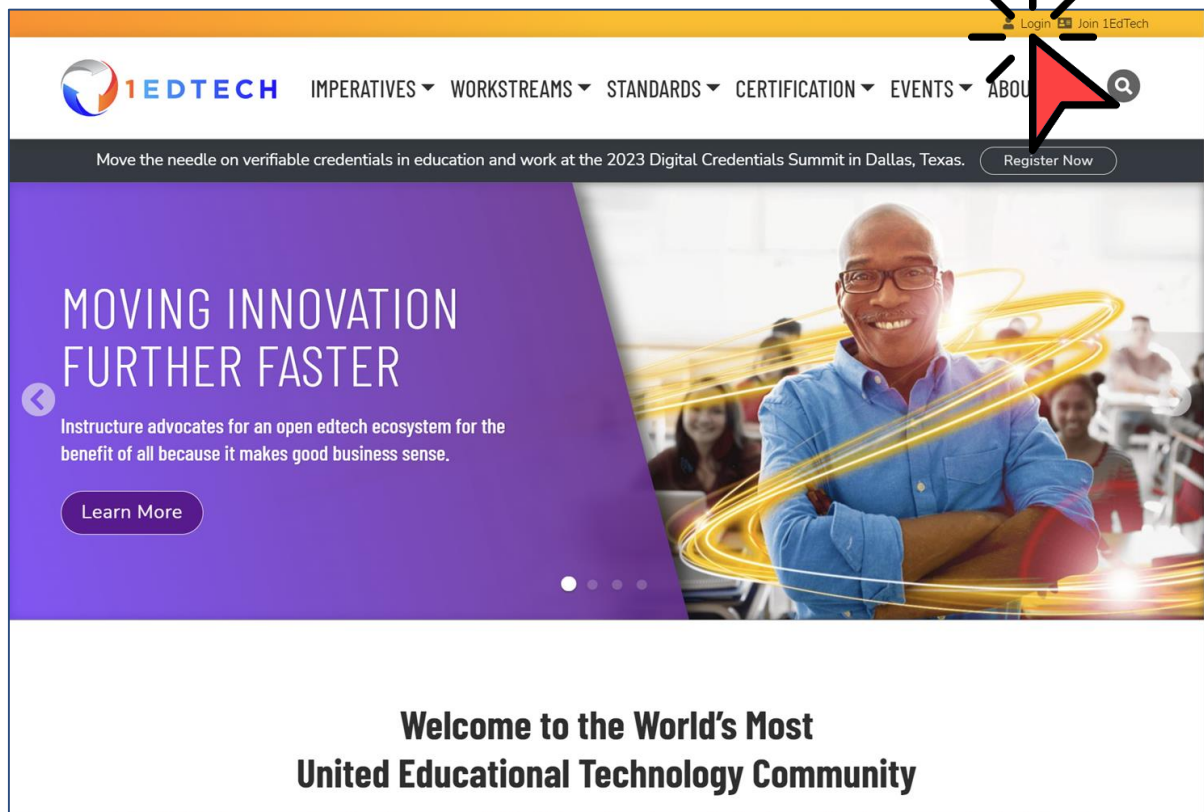 Login Join 1EdTech
1EDTECH IMPERATIVES WORKSTREAMS STANDARDS CERTIFICATION EVENTS
Move the needle on verifiable credentials in education and work at the 2023 Digital Credentials Summit in Dallas, Texas. Register Now
MOVING INNOVATION
FURTHER FASTER
Instructure advocates for an open edtech ecosystem for the
benefit of all because it makes good business sense.
Learn More
Welcome to the World's Most
United Educational Technology Community